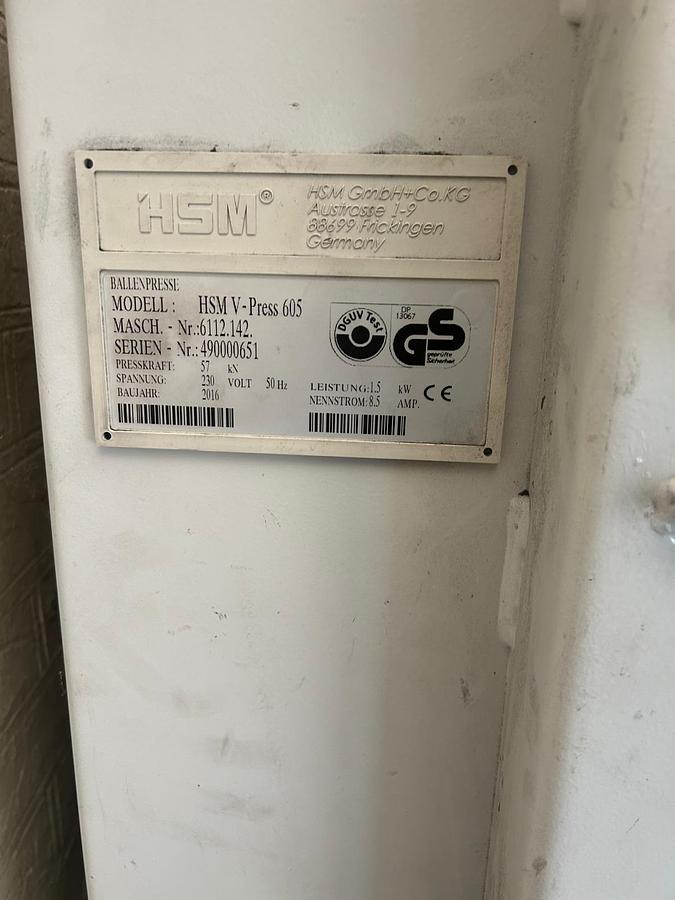 HSM®
HSM GmbH+Co.KG
Austrasse 1-9
88699 Frickingen
Germany
BALLENPRESSE
MODELL : HSM V-Press 605
MASCH. - Nr.:6112.142.
SERIEN - Nr.:490000651
PRESSKRAFT: 57 kN
SPANNUNG: 230 VOLT 50 Hz
BAUJAHR: 2016
LEISTUNG:1.5 kW
NENNSTROM:8.5 AMP.
DGUV Test
DP
13067
GS
geprüfte
Sicherheit
CE